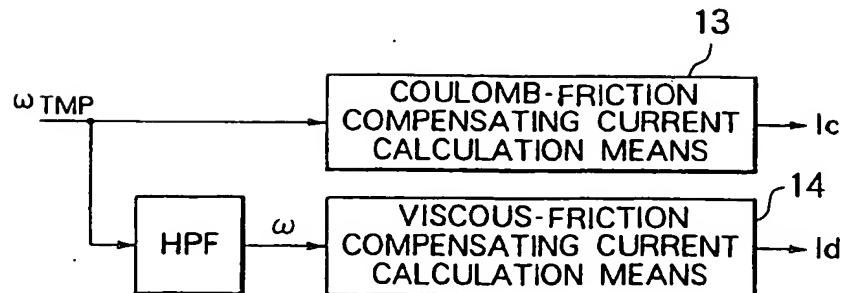 13
ωTMP
COULOMB-FRICTION
COMPENSATING CURRENT
CALCULATION MEANS
Ic
14
HPF
ω
VISCOUS-FRICTION
COMPENSATING CURRENT
CALCULATION MEANS
Id